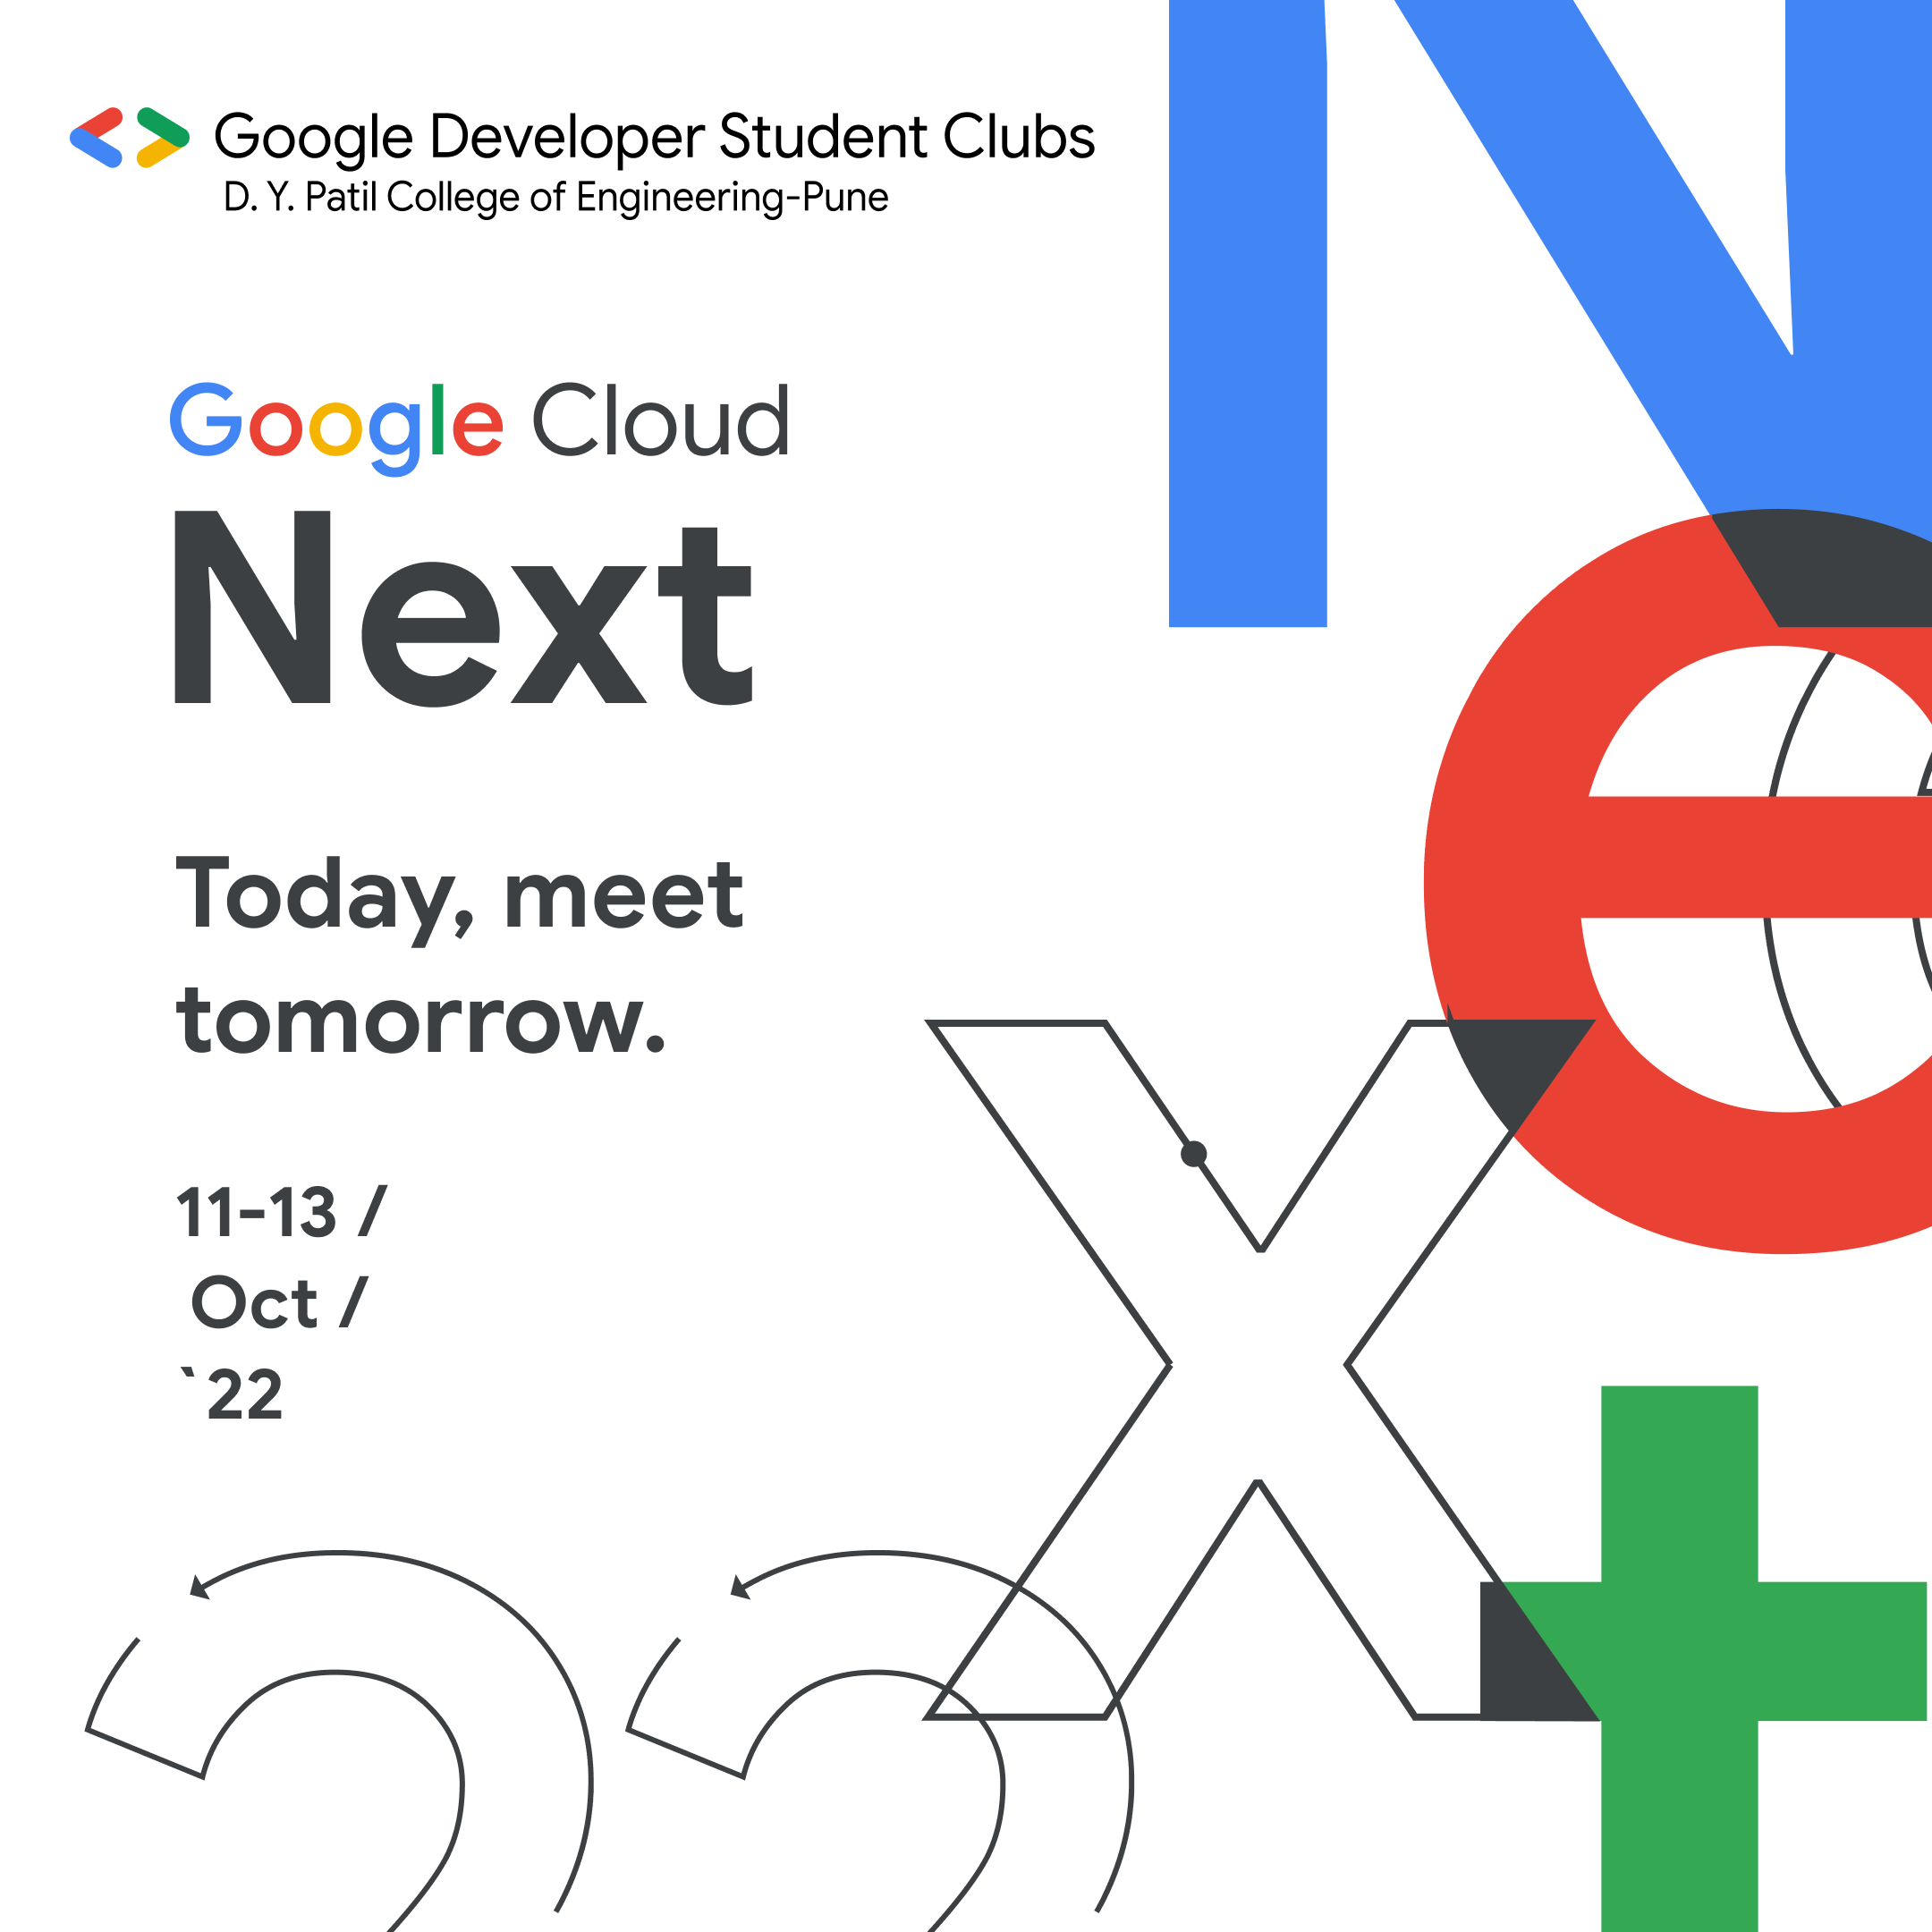 Google Developer Student Clubs
D. Y. Patil College of Engineering-Pune
Google Cloud
Next
Today, meet
tomorrow.
11-13 /
Oct /
`22
N
e
x
t
22